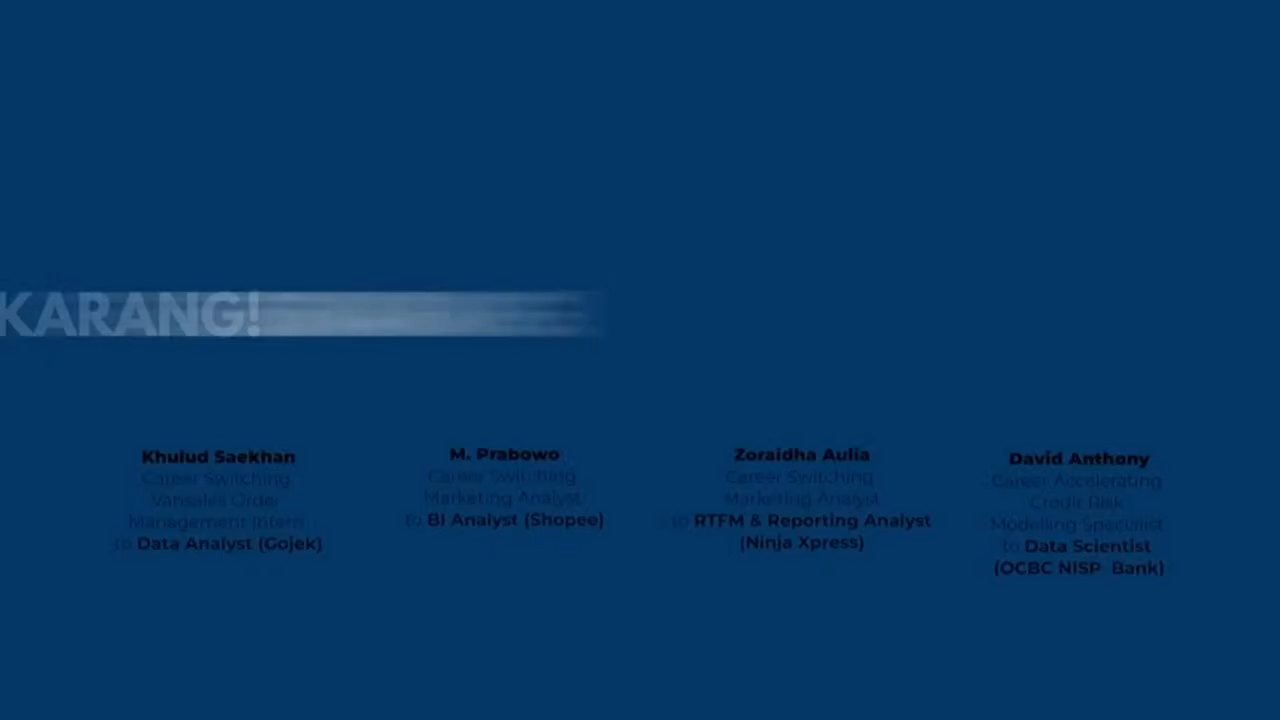 KARANG!
Khulud Saekhan
Career Switching
Vansales Order
Management Intern
to Data Analyst (Gojek)
M. Prabowo
Career Switching
Marketing Analyst
to BI Analyst (Shopee)
Zoraidha Aulia
Career Switching
Marketing Analyst
to RTFM & Reporting Analyst
(Ninja Xpress)
David Anthony
Career Accelerating
Credit Risk
Modelling Specialist
to Data Scientist
(OCBC NISP Bank)